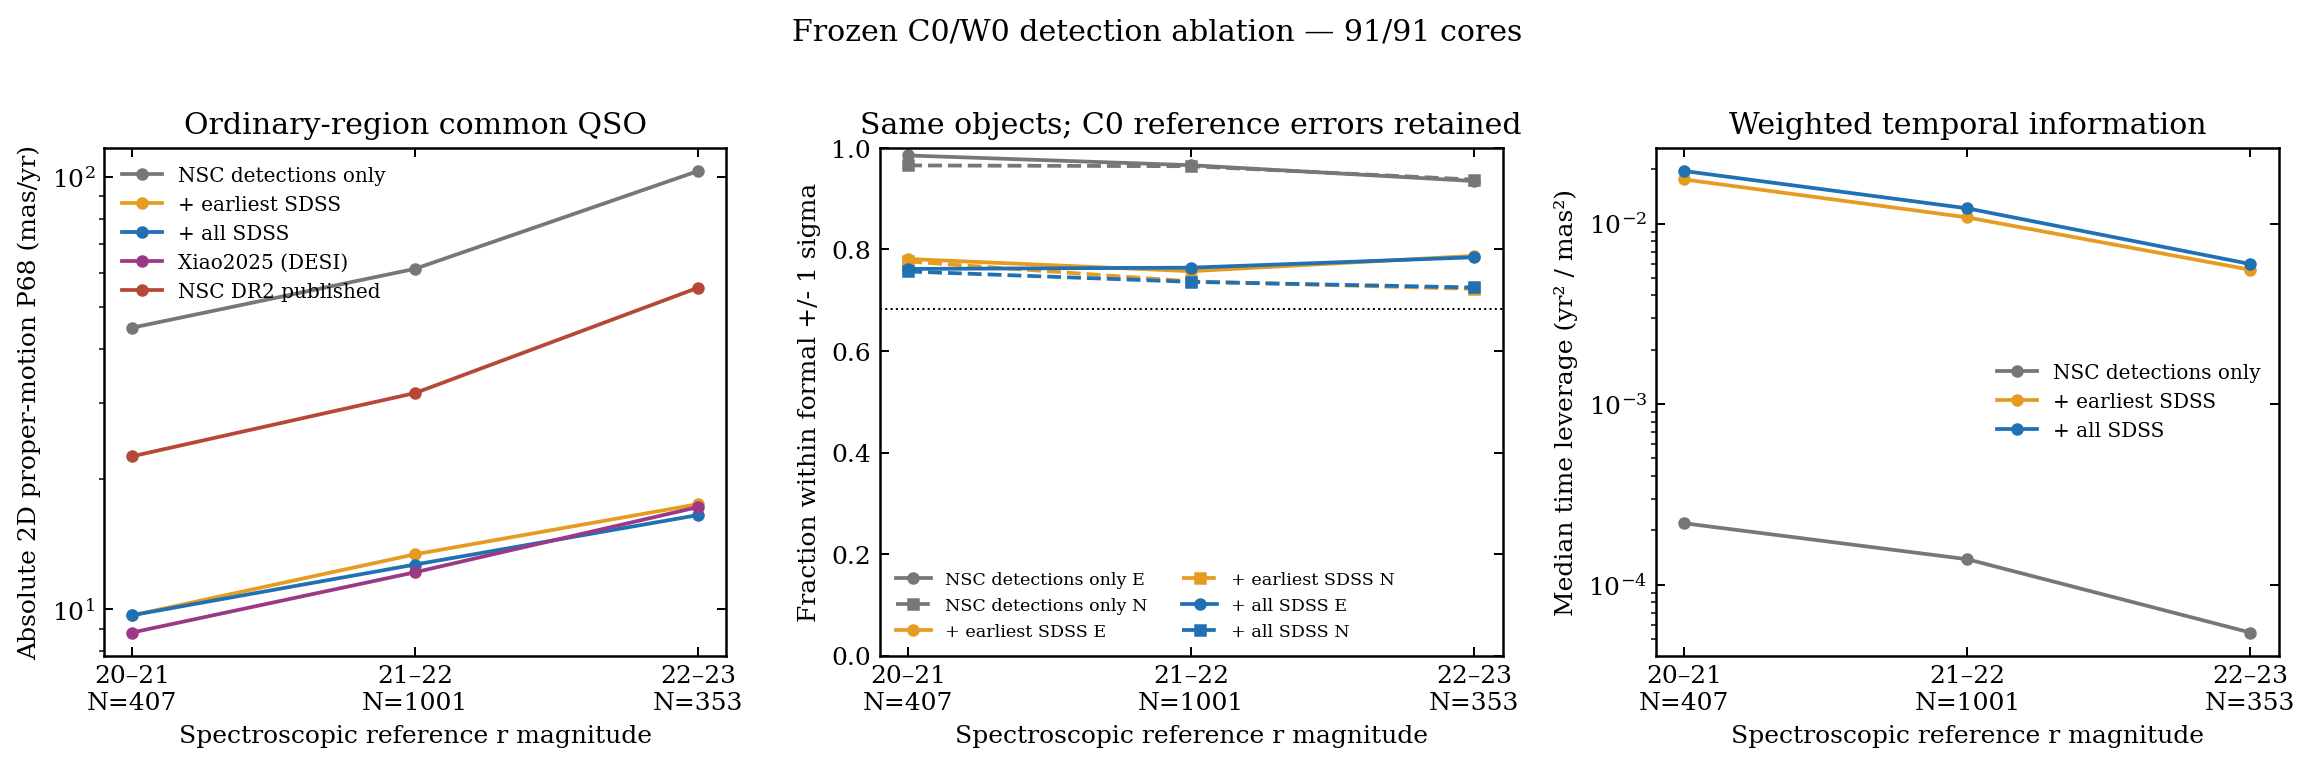 Frozen C0/W0 detection ablation — 91/91 cores
Ordinary-region common QSO
Absolute 2D proper-motion P68 (mas/yr)
10²
10¹
NSC detections only
+ earliest SDSS
+ all SDSS
Xiao2025 (DESI)
NSC DR2 published
20–21
N=407
21–22
N=1001
22–23
N=353
Spectroscopic reference r magnitude
Same objects; C0 reference errors retained
Fraction within formal +/- 1 sigma
1.0
0.8
0.6
0.4
0.2
0.0
NSC detections only E
NSC detections only N
+ earliest SDSS E
+ earliest SDSS N
+ all SDSS E
+ all SDSS N
20–21
N=407
21–22
N=1001
22–23
N=353
Spectroscopic reference r magnitude
Weighted temporal information
Median time leverage (yr² / mas²)
10⁻²
10⁻³
10⁻⁴
NSC detections only
+ earliest SDSS
+ all SDSS
20–21
N=407
21–22
N=1001
22–23
N=353
Spectroscopic reference r magnitude